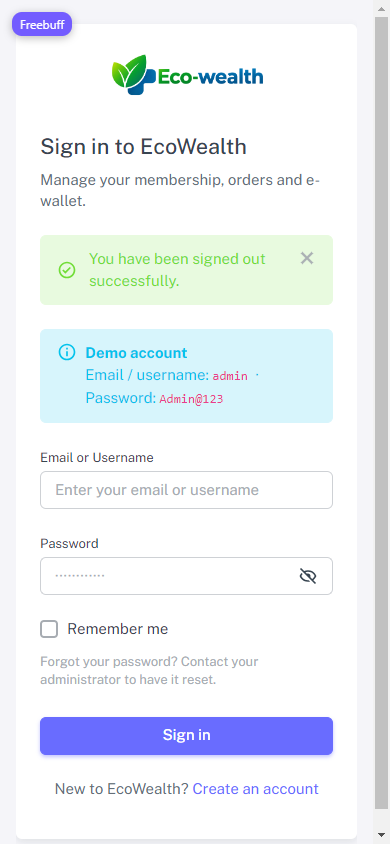 Freebuff
Eco-wealth
Sign in to EcoWealth
Manage your membership, orders and e-
wallet.
You have been signed out
successfully.
Demo account
Email / username: admin ·
Password: Admin@123
Email or Username
Enter your email or username
Password
············
Remember me
Forgot your password? Contact your
administrator to have it reset.
Sign in
New to EcoWealth? Create an account